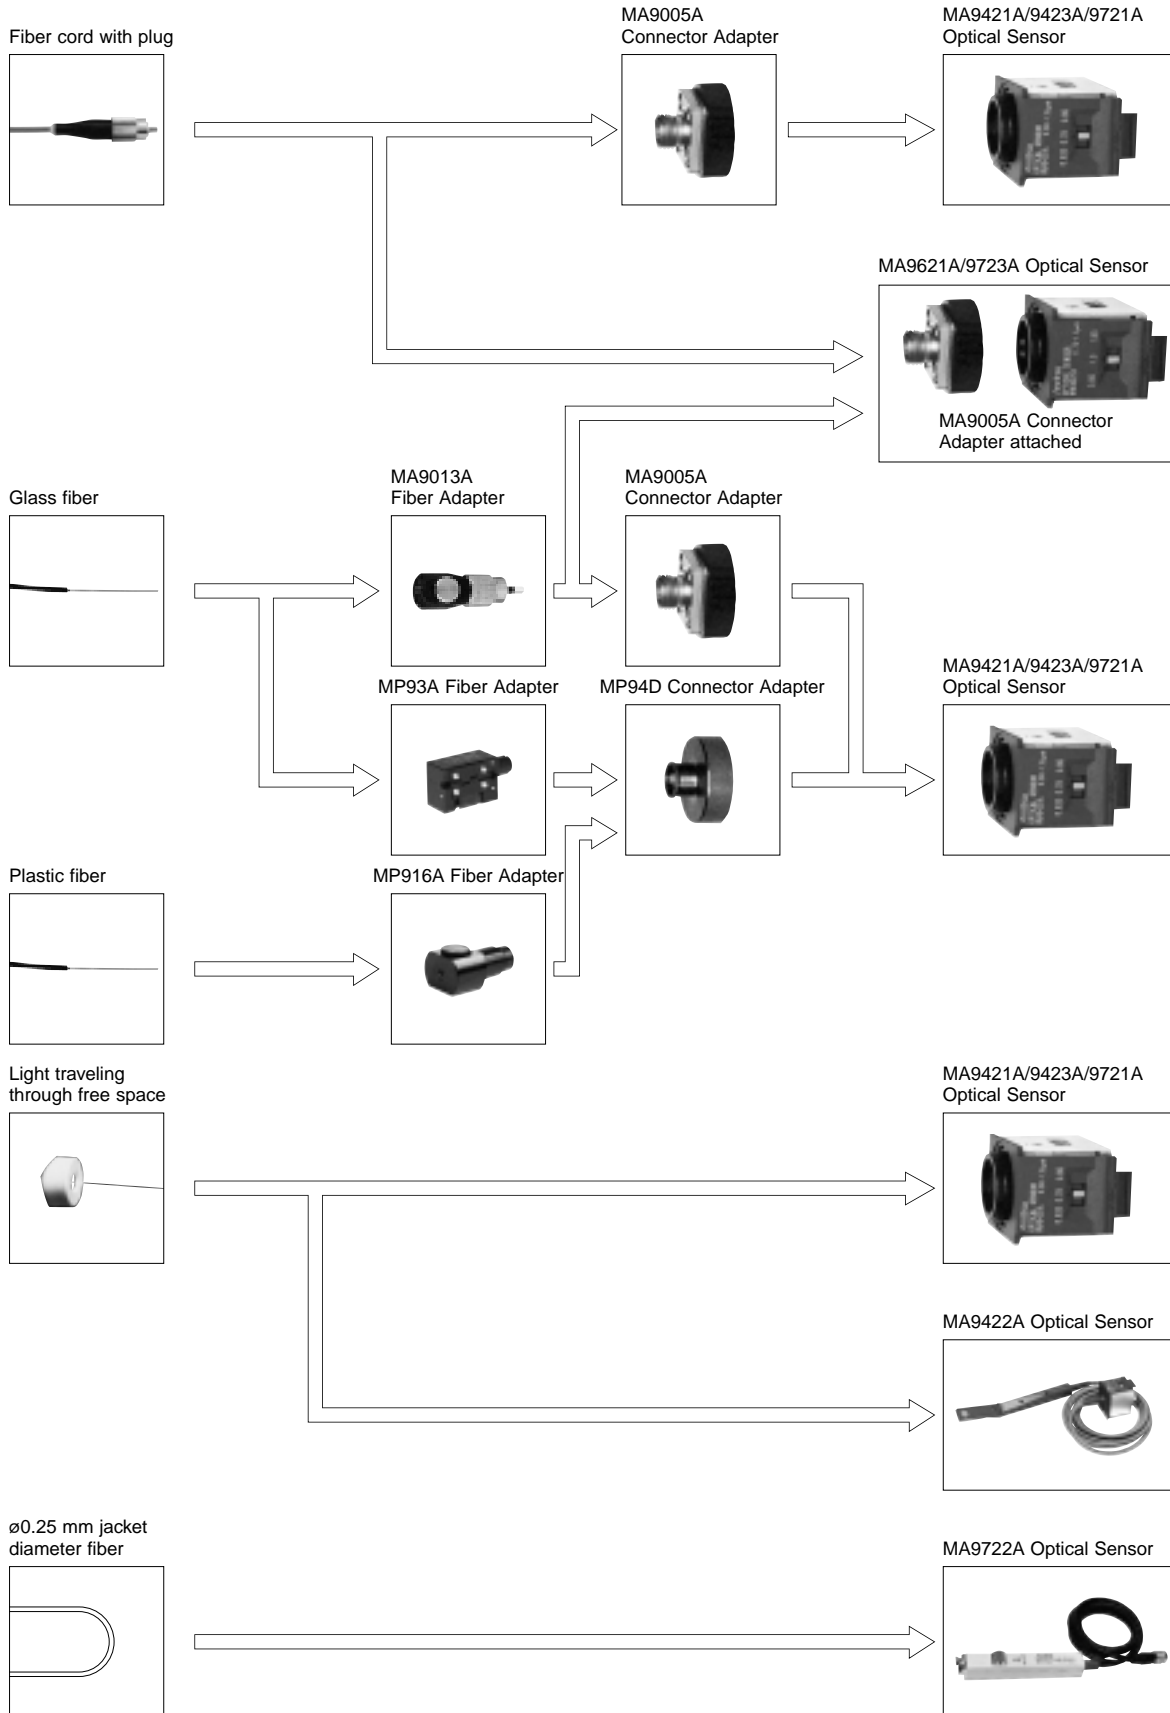 Fiber cord with plug
MA9005A
Connector Adapter
MA9421A/9423A/9721A
Optical Sensor
MA9621A/9723A Optical Sensor
MA9005A Connector
Adapter attached
Glass fiber
MA9013A
Fiber Adapter
MA9005A
Connector Adapter
MA9421A/9423A/9721A
Optical Sensor
MP93A Fiber Adapter
MP94D Connector Adapter
Plastic fiber
MP916A Fiber Adapter
Light traveling
through free space
MA9421A/9423A/9721A
Optical Sensor
MA9422A Optical Sensor
ø0.25 mm jacket
diameter fiber
MA9722A Optical Sensor